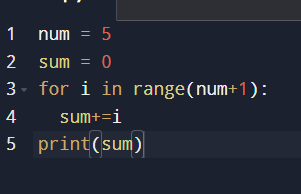 1 num = 5
2 sum = 0
3 for i in range(num+1):
4   sum+=i
5 print(sum)